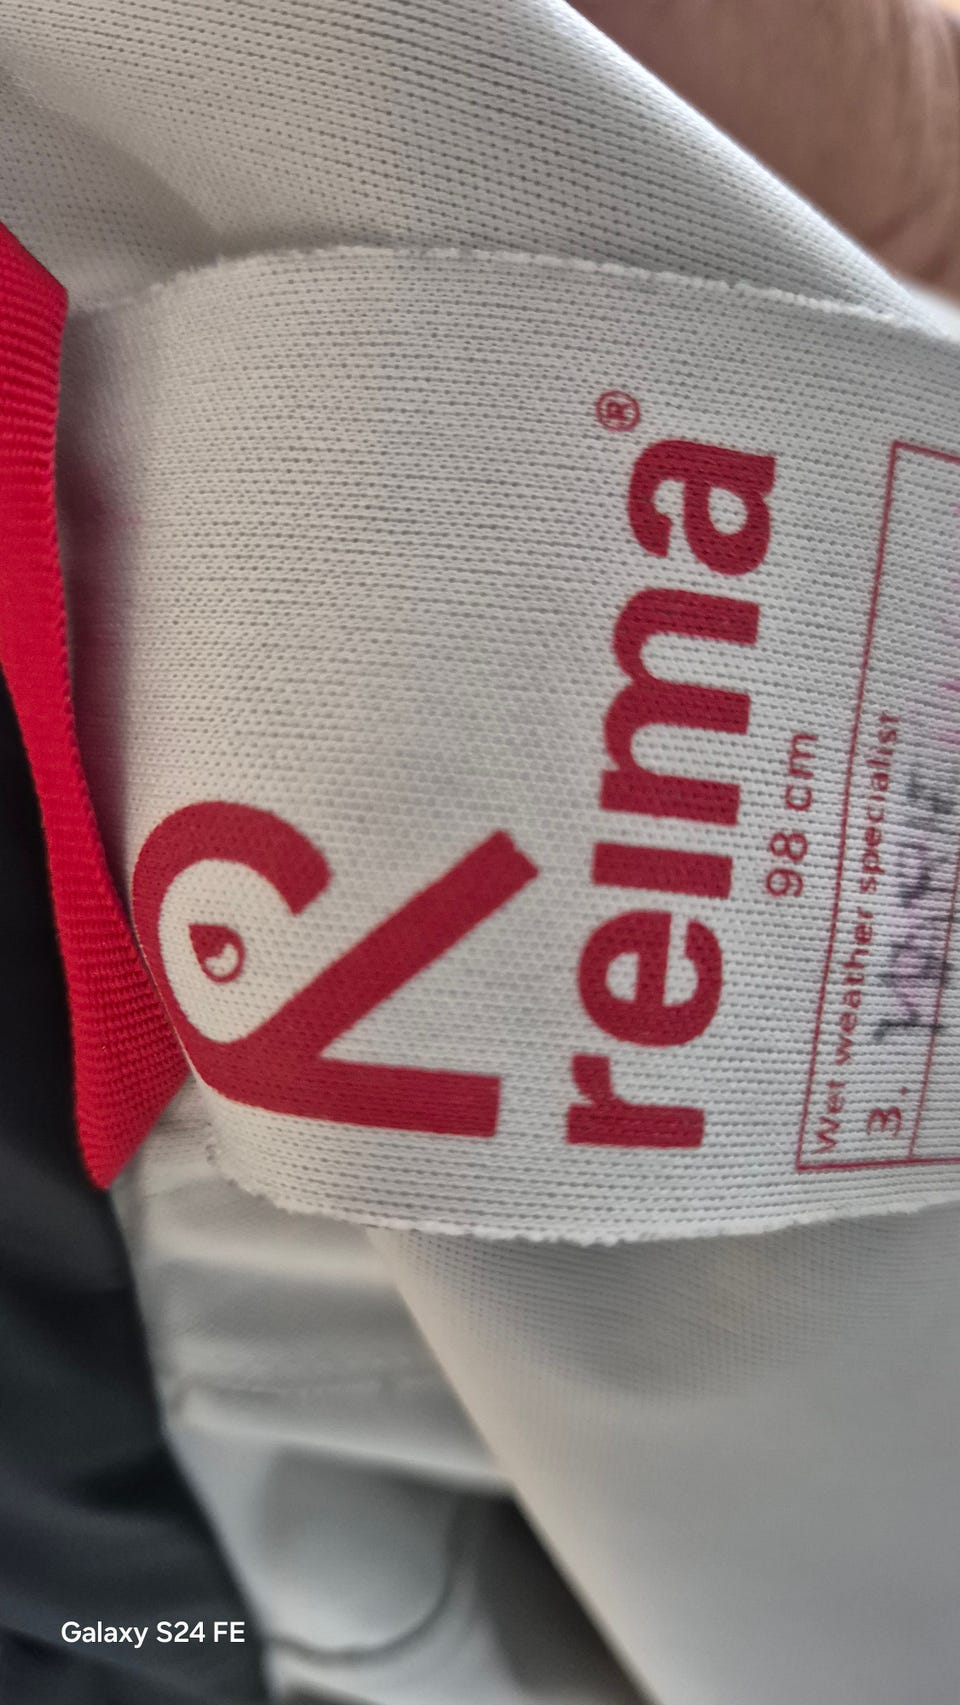 reima®
98 cm
Wet weather specialist
3.
Galaxy S24 FE